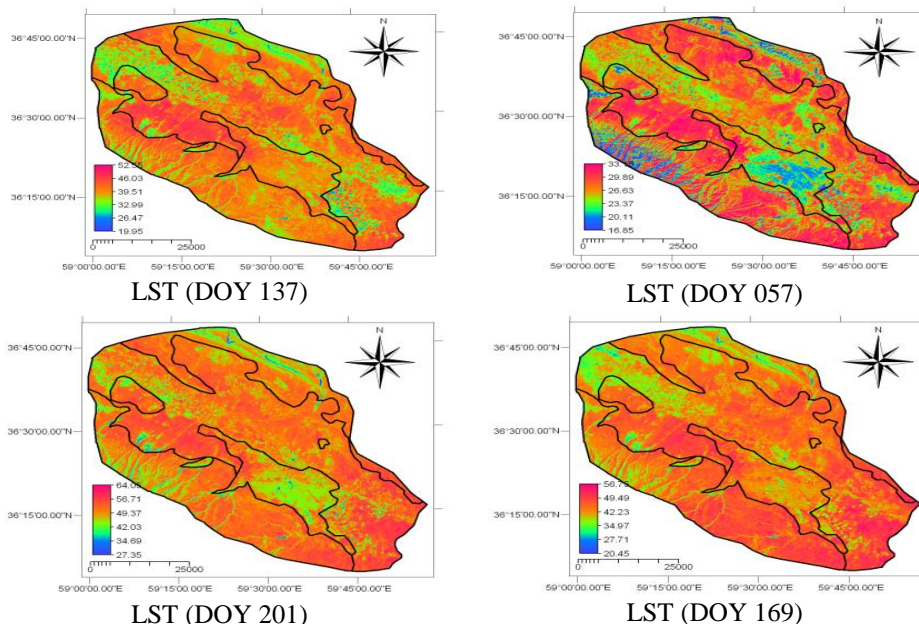 N
36°45'00.00"N
36°30'00.00"N
36°15'00.00"N
46.03
39.51
32.99
26.47
19.95
0 25000
59°00'00.00"E 59°15'00.00"E 59°30'00.00"E 59°45'00.00"E
LST (DOY 137)
N
36°45'00.00"N
36°30'00.00"N
36°15'00.00"N
29.89
26.63
23.37
20.11
16.85
0 25000
59°00'00.00"E 59°15'00.00"E 59°30'00.00"E 59°45'00.00"E
LST (DOY 057)
N
36°45'00.00"N
36°30'00.00"N
36°15'00.00"N
56.71
49.37
42.03
34.69
27.35
0 25000
59°00'00.00"E 59°15'00.00"E 59°30'00.00"E 59°45'00.00"E
LST (DOY 201)
N
36°45'00.00"N
36°30'00.00"N
36°15'00.00"N
49.49
42.23
34.97
27.71
20.45
0 25000
59°00'00.00"E 59°15'00.00"E 59°30'00.00"E 59°45'00.00"E
LST (DOY 169)